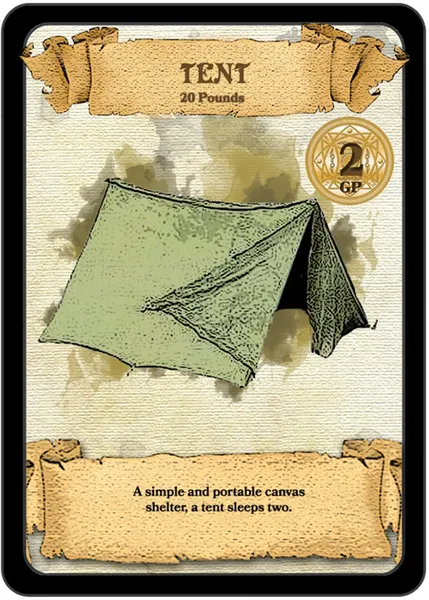 TENT
20 Pounds
2
GP
A simple and portable canvas
shelter, a tent sleeps two.